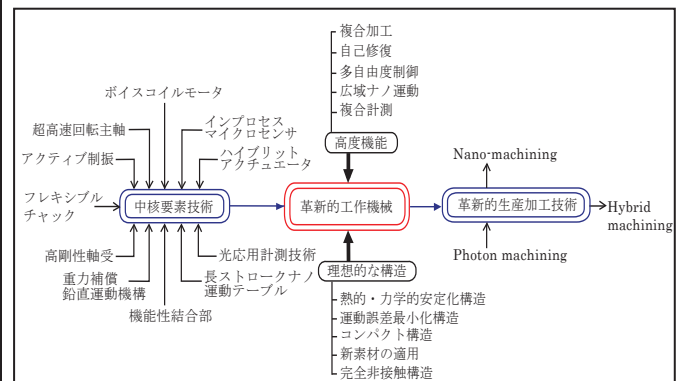 複合加工
自己修復
多自由度制御
広域ナノ運動
複合計測
高度機能
ボイスコイルモータ
超高速回転主軸
インプロセス
マイクロセンサ
アクティブ制振
ハイブリット
アクチュエータ
フレキシブル
チャック
中核要素技術
革新的工作機械
革新的生産加工技術
Nano-machining
Hybrid
machining
Photon machining
高剛性軸受
光応用計測技術
重力補償
鉛直運動機構
長ストロークナノ
運動テーブル
機能性結合部
理想的な構造
熱的・力学的安定化構造
運動誤差最小化構造
コンパクト構造
新素材の適用
完全非接触構造